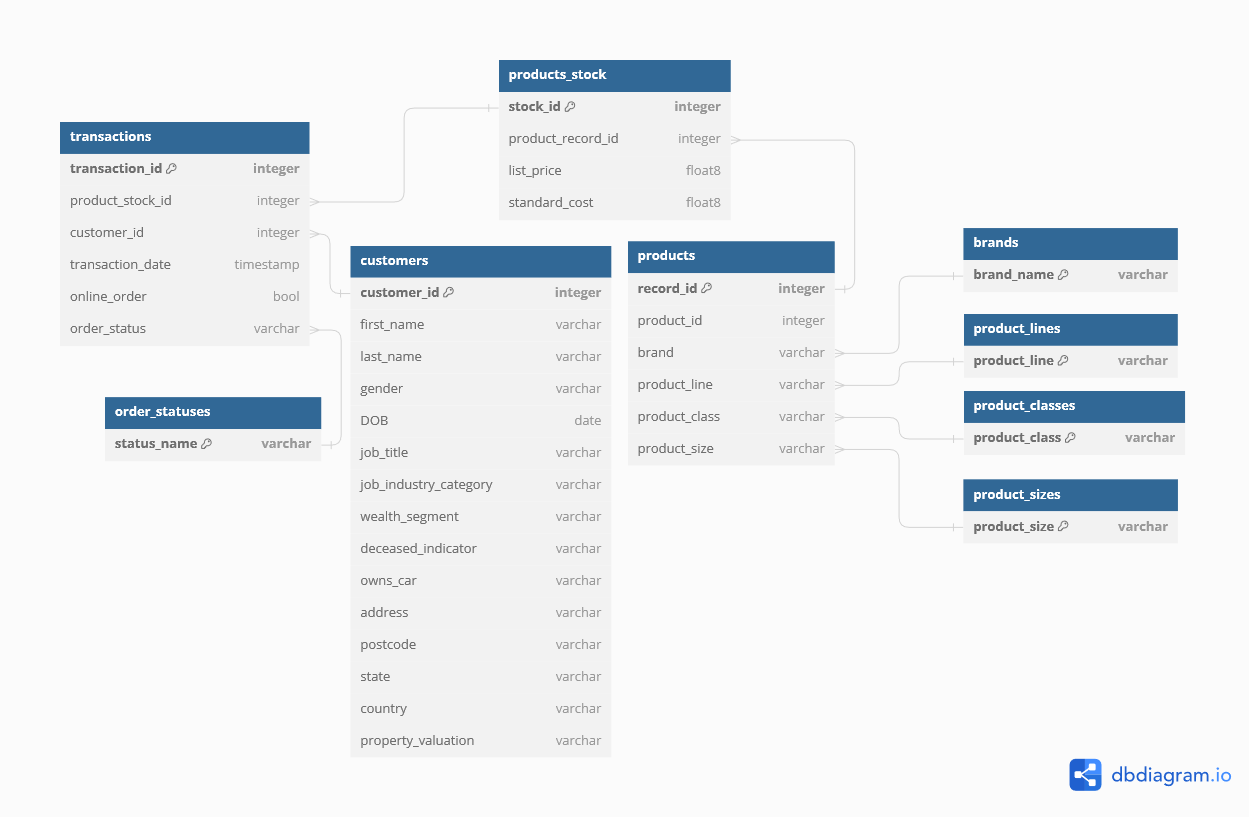 products_stock
stock_id integer
product_record_id integer
list_price float8
standard_cost float8
transactions
transaction_id integer
product_stock_id integer
customer_id integer
transaction_date timestamp
online_order bool
order_status varchar
order_statuses
status_name varchar
customers
customer_id integer
first_name varchar
last_name varchar
gender varchar
DOB date
job_title varchar
job_industry_category varchar
wealth_segment varchar
deceased_indicator varchar
owns_car varchar
address varchar
postcode varchar
state varchar
country varchar
property_valuation varchar
products
record_id integer
product_id integer
brand varchar
product_line varchar
product_class varchar
product_size varchar
brands
brand_name varchar
product_lines
product_line varchar
product_classes
product_class varchar
product_sizes
product_size varchar
dbdiagram.io